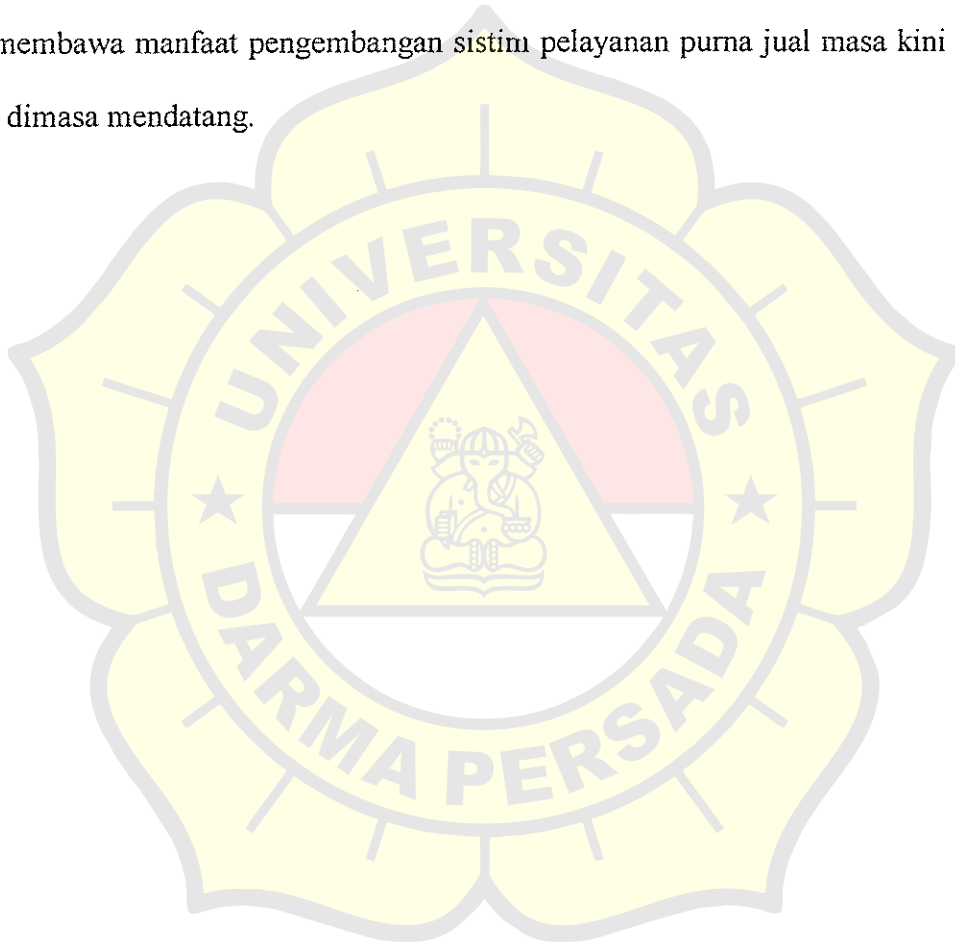 membawa manfaat pengembangan sistim pelayanan purna jual masa kini
dimasa mendatang.
UNIVERSITAS
DARMA PERSADA